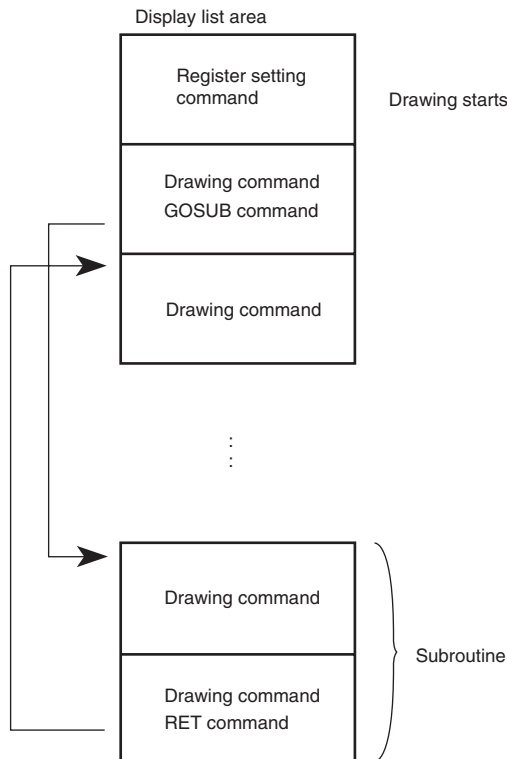 Display list area
Register setting
command
Drawing starts
Drawing command
GOSUB command
Drawing command
Drawing command
Subroutine
Drawing command
RET command